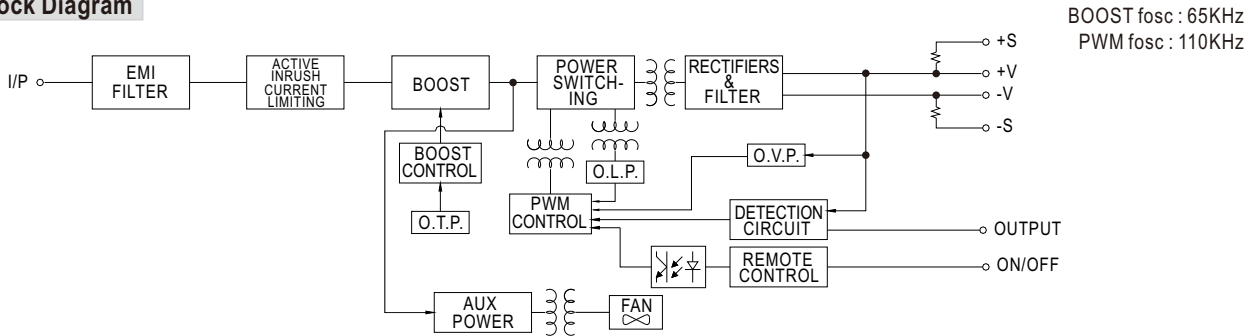 ock Diagram
BOOST fosc : 65KHz
PWM fosc : 110KHz
I/P
EMI
FILTER
ACTIVE
INRUSH
CURRENT
LIMITING
BOOST
POWER
SWITCH-
ING
RECTIFIERS
&
FILTER
+S
+V
-V
-S
BOOST
CONTROL
O.T.P.
O.L.P.
O.V.P.
PWM
CONTROL
DETECTION
CIRCUIT
OUTPUT
REMOTE
CONTROL
ON/OFF
AUX
POWER
FAN